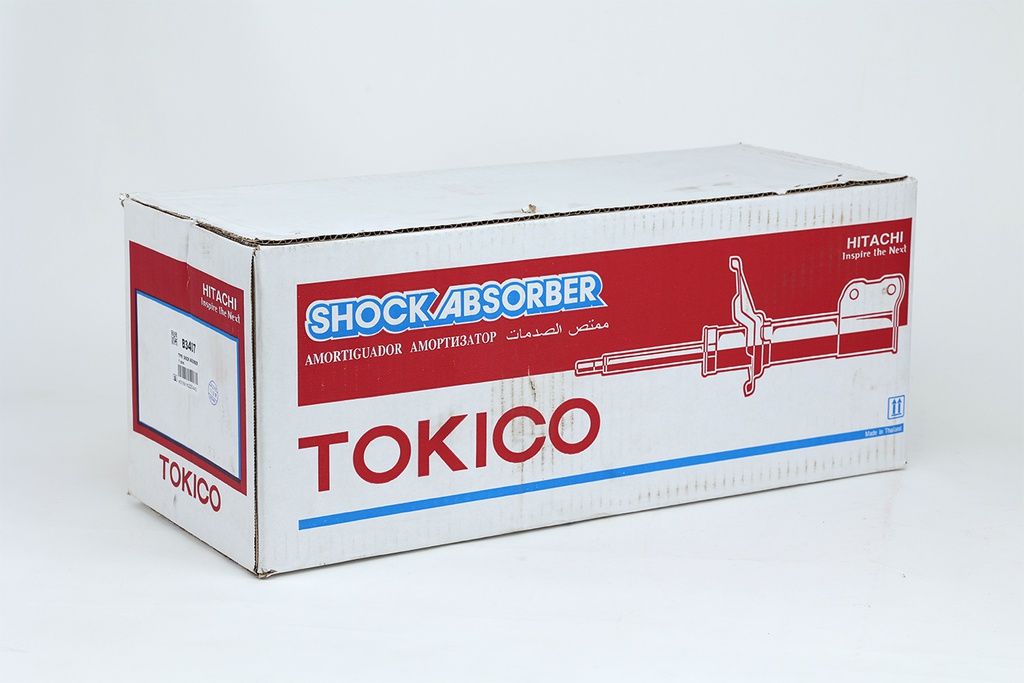 HITACHI
Inspire the Next
TOKICO
SHOCK ABSORBER
AMORTIGUADOR АМОРТИЗАТОР ممتص الصدمات
HITACHI
Inspire the Next
TOKICO
Made in Thailand